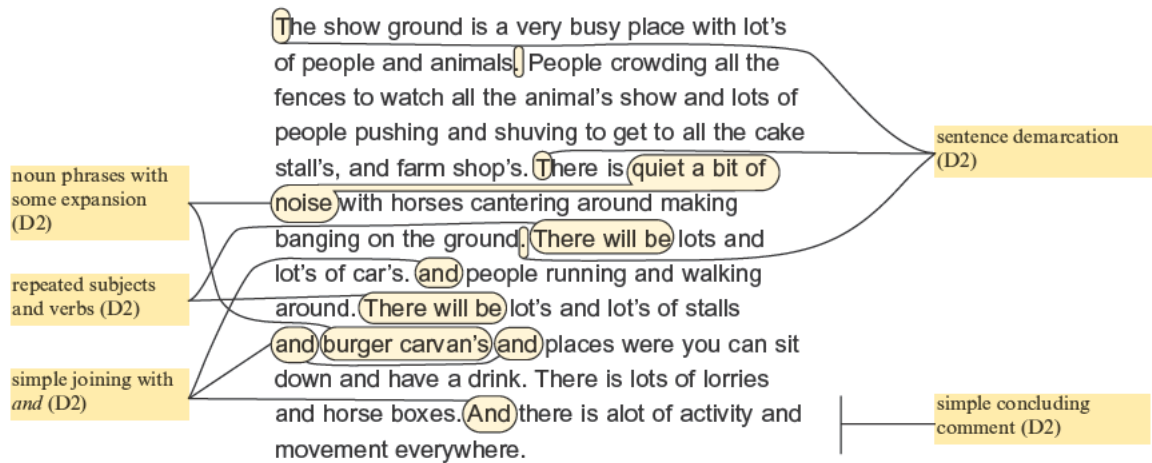 The show ground is a very busy place with lot's
of people and animals. People crowding all the
fences to watch all the animal's show and lots of
people pushing and shuving to get to all the cake
stall's, and farm shop's. There is quiet a bit of
noise with horses cantering around making
banging on the ground. There will be lots and
lot's of car's. and people running and walking
around. There will be lot's and lot's of stalls
and burger carvan's and places were you can sit
down and have a drink. There is lots of lorries
and horse boxes. And there is alot of activity and
movement everywhere.
noun phrases with
some expansion
(D2)
repeated subjects
and verbs (D2)
simple joining with
and (D2)
sentence demarcation
(D2)
simple concluding
comment (D2)